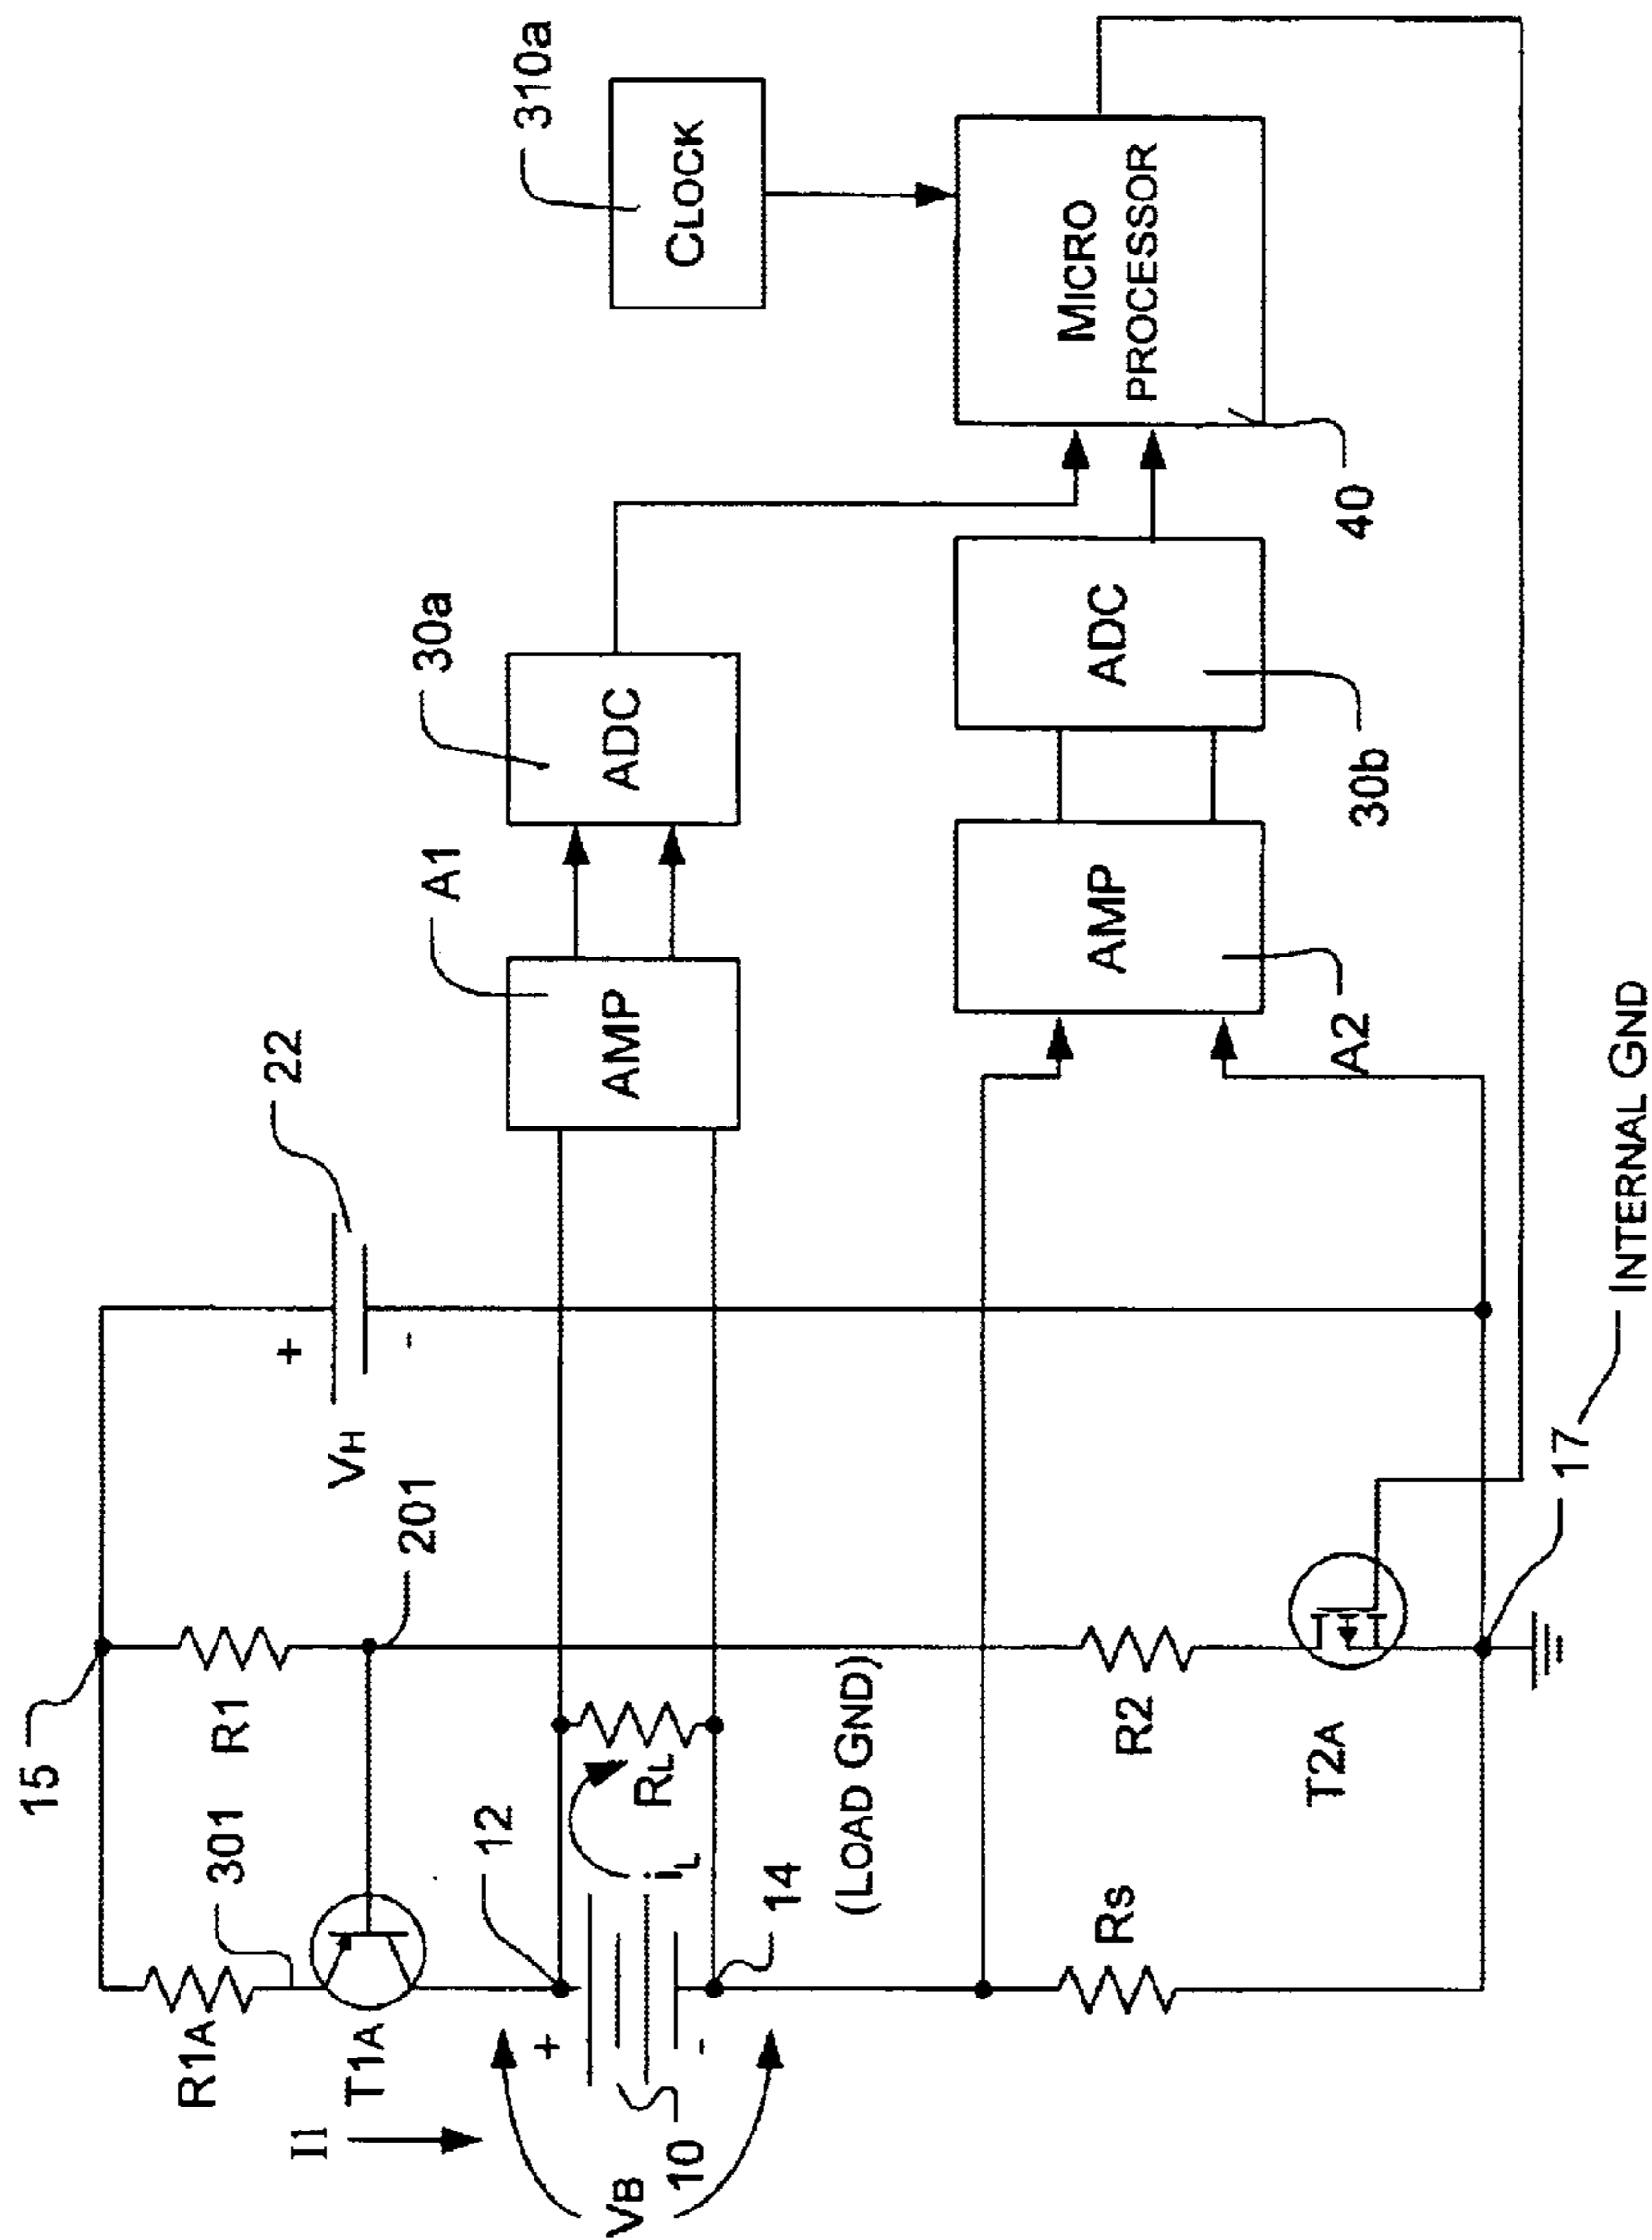 15
R1A
301
R1
201
I1
T1A
VH
+
-
22
12
VB
+
-
10
iL
RL
14
(LOAD GND)
A1
AMP
30a
ADC
310a
CLOCK
RS
R2
T2A
17
INTERNAL GND
A2
AMP
30b
ADC
40
MICRO
PROCESSOR